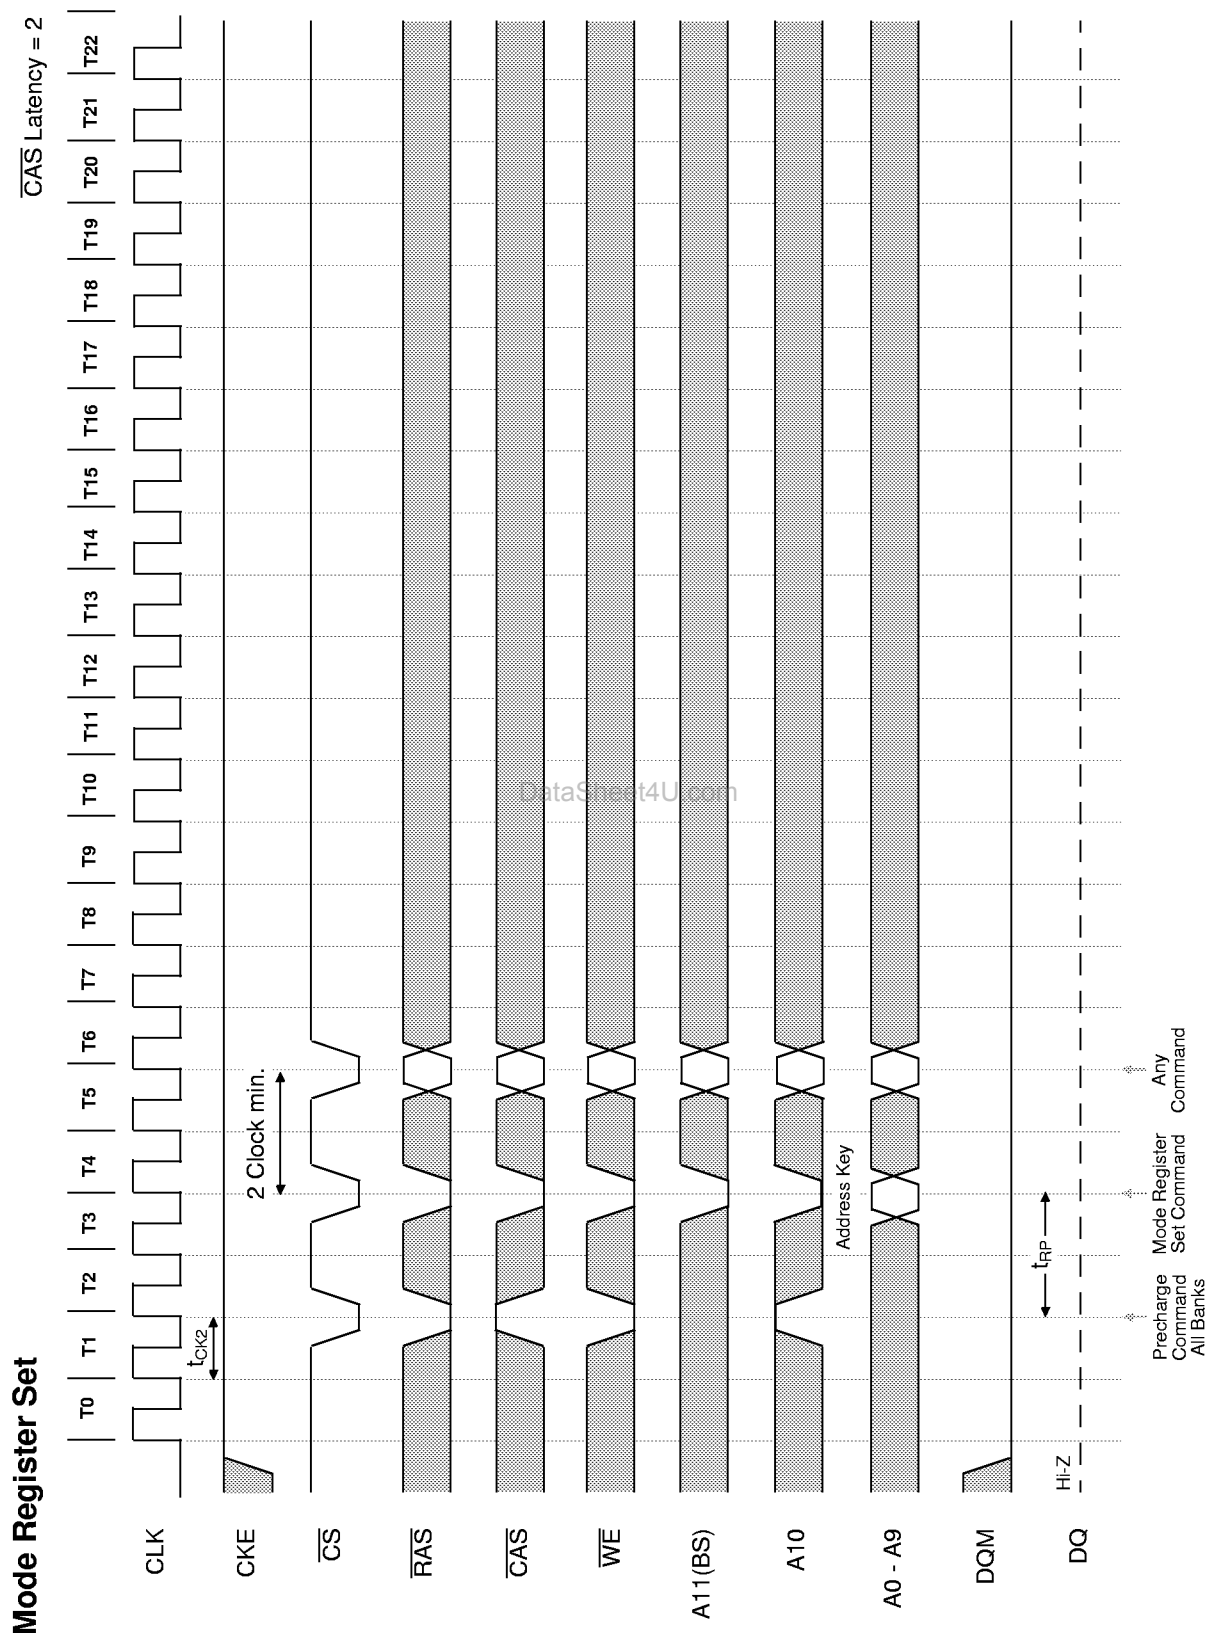 Mode Register Set
CAS Latency = 2
T0 T1 T2 T3 T4 T5 T6 T7 T8 T9 T10 T11 T12 T13 T14 T15 T16 T17 T18 T19 T20 T21 T22
CLK
tCK2
CKE
2 Clock min.
CS
RAS
CAS
WE
A11(BS)
A10
Address Key
A0 - A9
DQM
tRP
Hi-Z
DQ
Precharge
Command
All Banks
Mode Register
Set Command
Any
Command
DataSheet4U.com